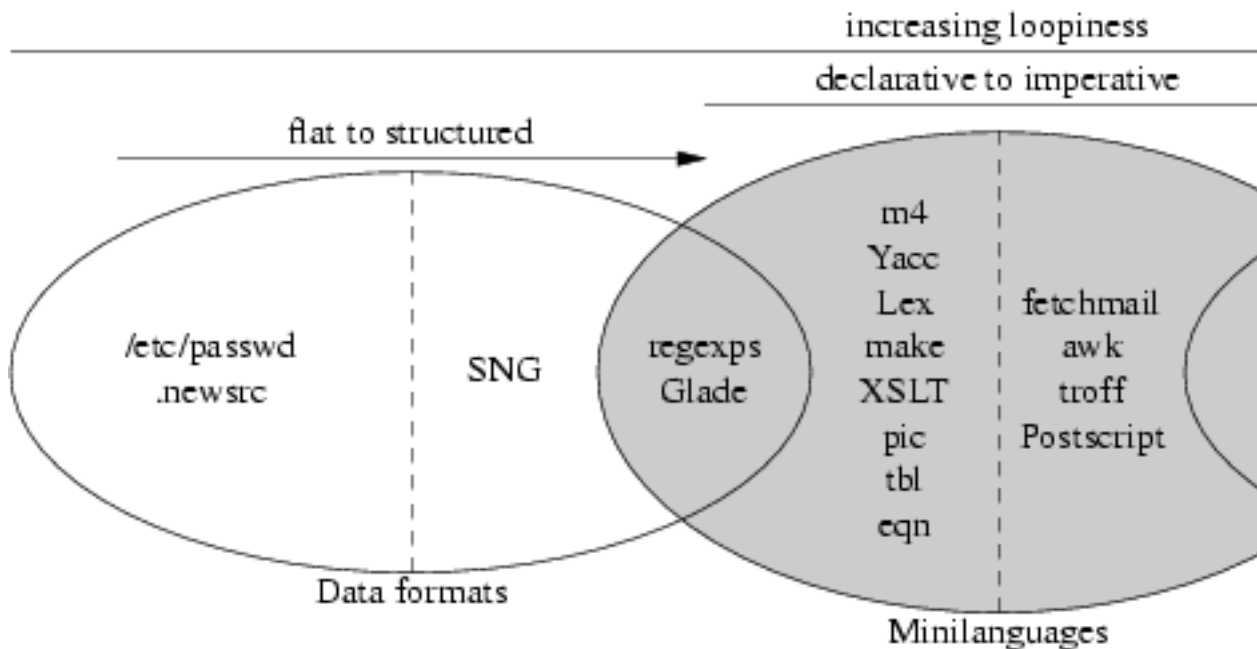 increasing loopiness
declarative to imperative
flat to structured
/etc/passwd
.newsrc
SNG
regexps
Glade
m4
Yacc
Lex
make
XSLT
pic
tbl
eqn
fetchmail
awk
troff
Postscript
Data formats
Minilanguages